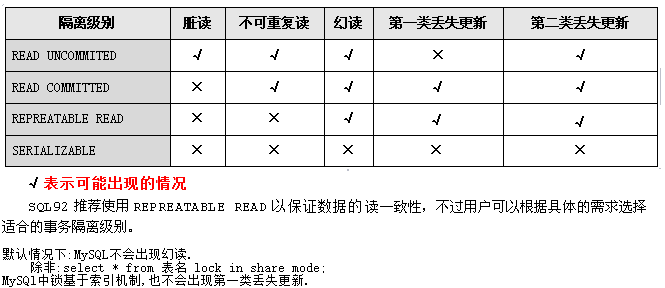 隔离级别 脏读 不可重复读 幻读 第一类丢失更新 第二类丢失更新
READ UNCOMMITED √ √ √ × √
READ COMMITTED × √ √ √ √
REPREATABLE READ × × √ √ √
SERIALIZABLE × × × × ×
√ 表示可能出现的情况
SQL92 推荐使用 REPREATABLE READ 以保证数据的读一致性，不过用户可以根据具体的需求选择
适合的事务隔离级别。
默认情况下:MySQL不会出现幻读.
除非:select * from 表名 lock in share mode;
MySQl中锁基于索引机制,也不会出现第一类丢失更新.